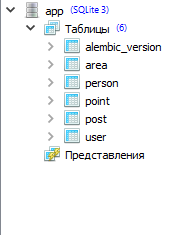 app (SQLite 3)
Таблицы (6)
alembic_version
area
person
point
post
user
Представления